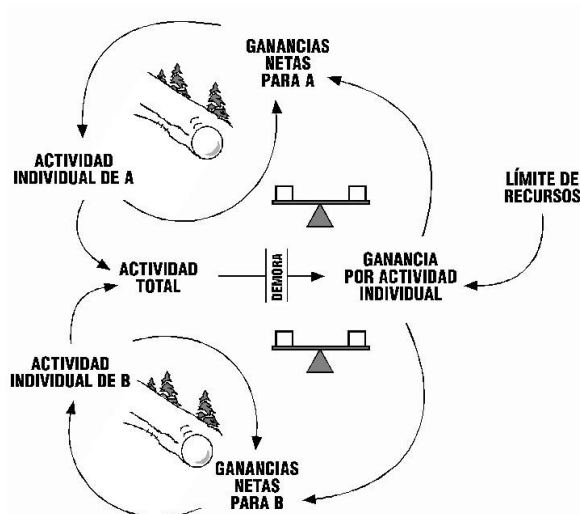 GANANCIAS
NETAS
PARA A
ACTIVIDAD
INDIVIDUAL DE A
LÍMITE DE
RECURSOS
ACTIVIDAD
TOTAL
DEMORA
GANANCIA
POR ACTIVIDAD
INDIVIDUAL
ACTIVIDAD
INDIVIDUAL DE B
GANANCIAS
NETAS
PARA B